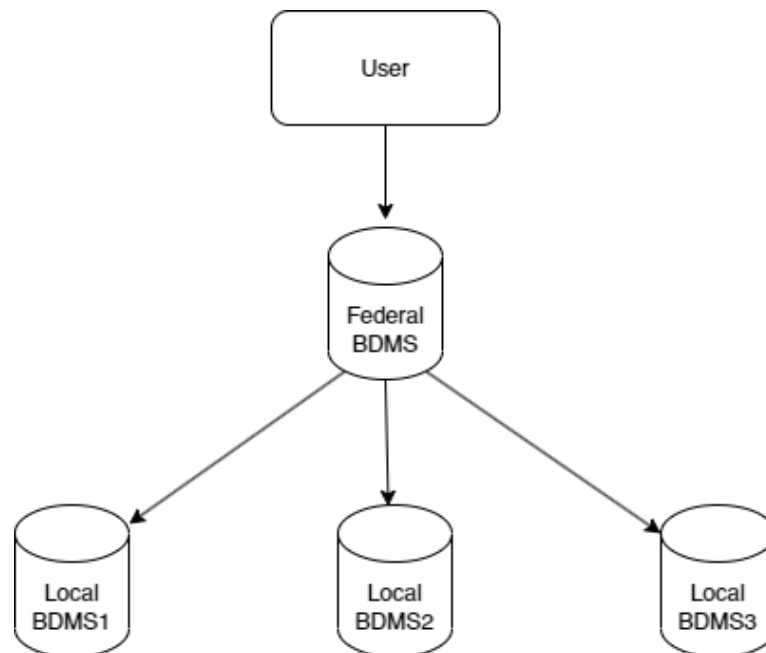 User
Federal
BDMS
Local
BDMS1
Local
BDMS2
Local
BDMS3